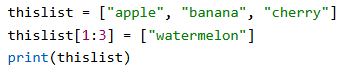 thislist = ["apple", "banana", "cherry"]
thislist[1:3] = ["watermelon"]
print(thislist)